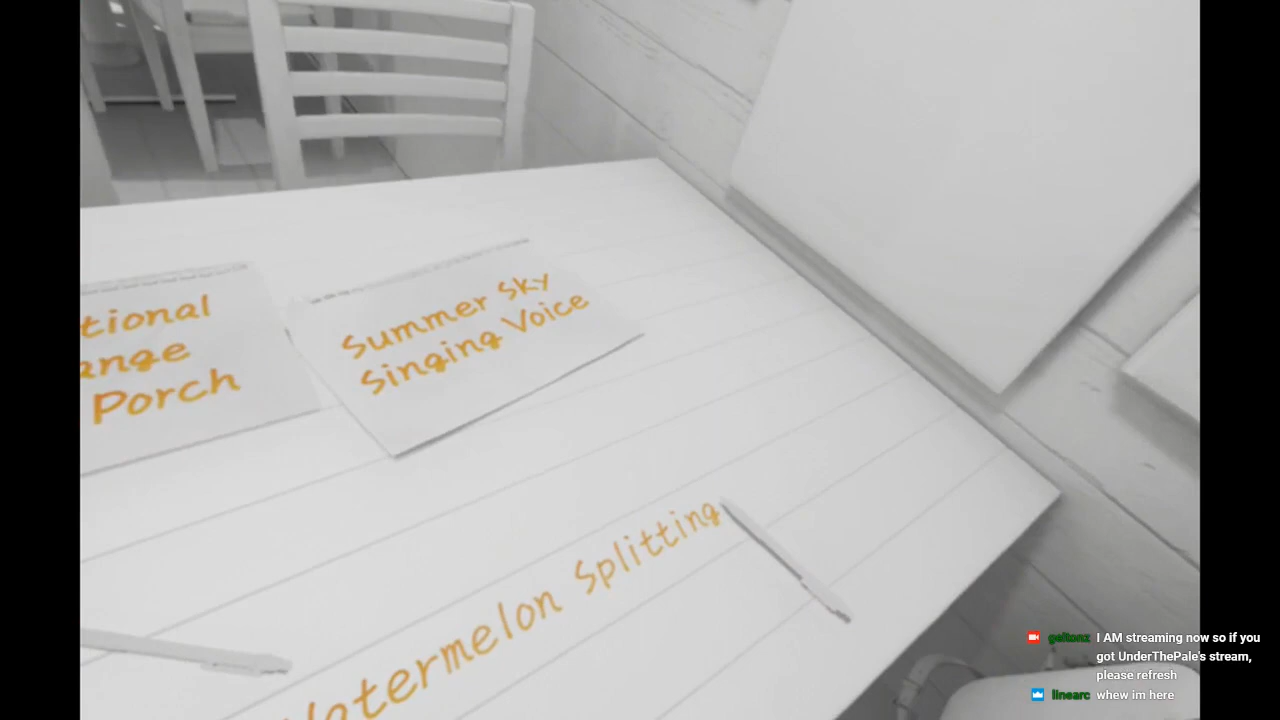 tional
ange
Porch
Summer Sky
Singing Voice
Watermelon Splitting
geltonz I AM streaming now so if you
got UnderThePale's stream,
please refresh
linearc whew im here